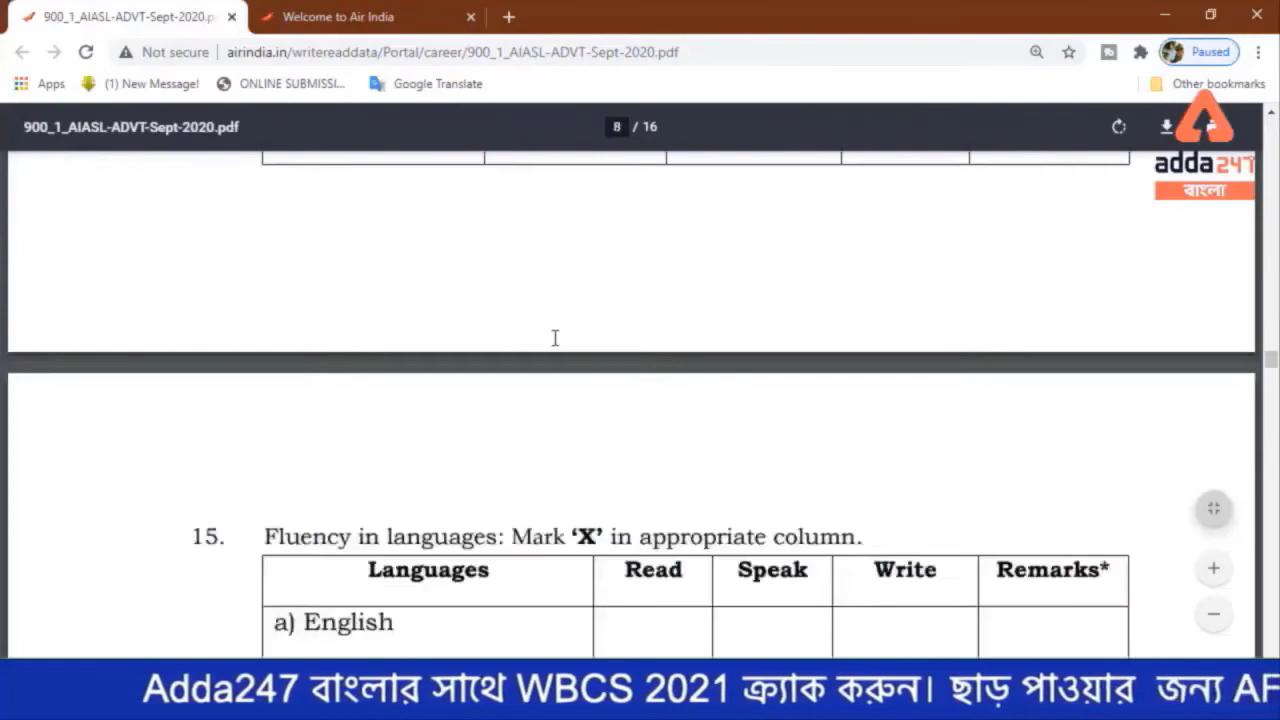 900_1_AIASL-ADVT-Sept-2020.p
Welcome to Air India
Not secure
airindia.in/writereaddata/Portal/career/900_1_AIASL-ADVT-Sept-2020.pdf
Paused
Apps
(1) New Message!
ONLINE SUBMISSI...
Google Translate
Other bookmarks
900_1_AIASL-ADVT-Sept-2020.pdf
8 / 16
adda247
বাংলা
15. Fluency in languages: Mark ‘X’ in appropriate column.
Languages Read Speak Write Remarks*
a) English
Adda247 বাংলার সাথে WBCS 2021 ক্র্যাক করুন। ছাড় পাওয়ার জন্য AF